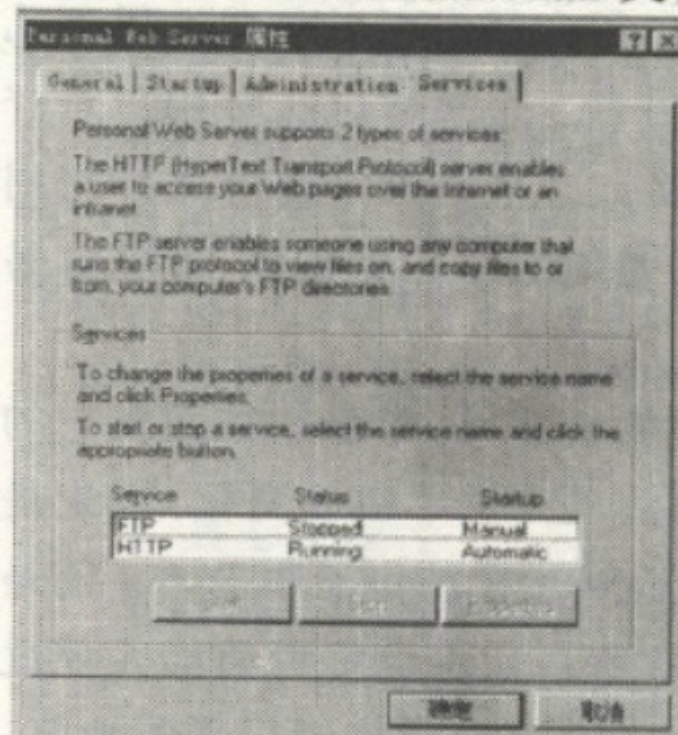 Personal Web Server 属性
General Startup Administration Services
Personal Web Server supports 2 types of services:
The HTTP (HyperText Transport Protocol) server enables
a user to access your Web pages over the Internet or an
intranet.
The FTP server enables someone using any computer that
runs the FTP protocol to view files on, and copy files to or
from, your computer's FTP directories.
Services
To change the properties of a service, select the service name
and click Properties.
To start or stop a service, select the service name and click the
appropriate button.
Service Status Startup
FTP Stopped Manual
HTTP Running Automatic
Start Stop Properties
确定 取消